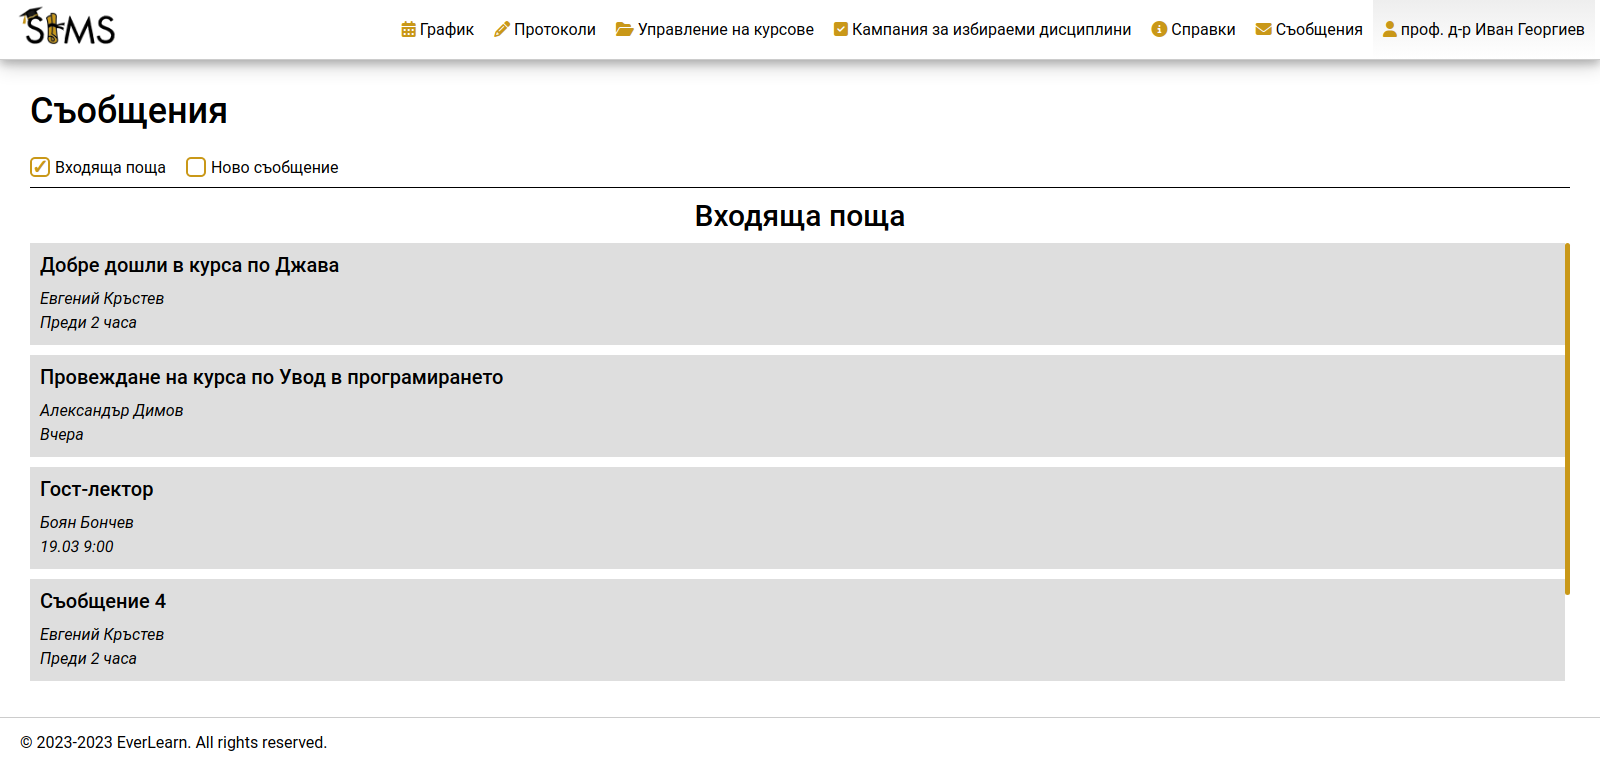 SIMS
График Протоколи Управление на курсове Кампания за избираеми дисциплини Справки Съобщения проф. д-р Иван Георгиев
Съобщения
Входяща поща Ново съобщение
Входяща поща
Добре дошли в курса по Джава
Евгений Кръстев
Преди 2 часа
Провеждане на курса по Увод в програмирането
Александър Димов
Вчера
Гост-лектор
Боян Бончев
19.03 9:00
Съобщение 4
Евгений Кръстев
Преди 2 часа
© 2023-2023 EverLearn. All rights reserved.